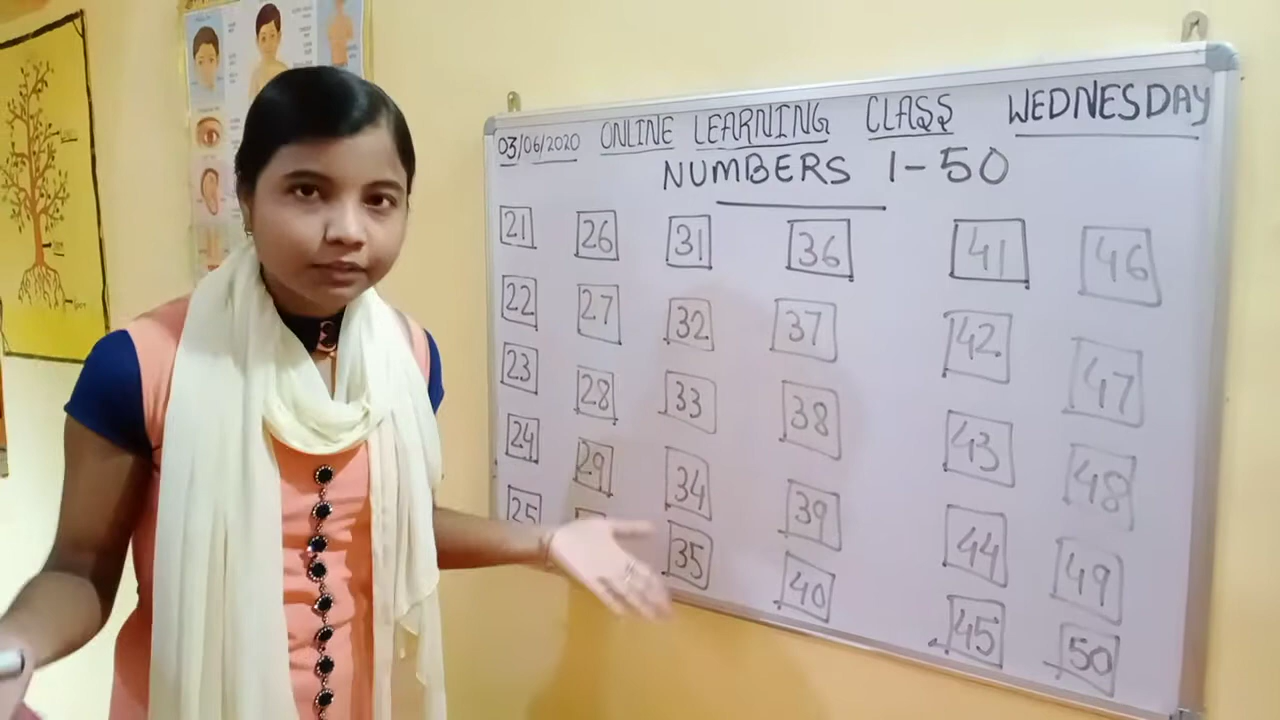 03/06/2020 ONLINE LEARNING CLASS WEDNESDAY
NUMBERS 1-50
21 26 31 36 41 46
22 27 32 37 42 47
23 28 33 38 43 48
24 29 34 39 44 49
25 35 40 45 50